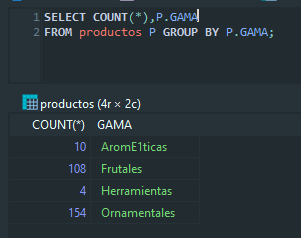 1 SELECT COUNT(*),P.GAMA
2 FROM productos P GROUP BY P.GAMA;
productos (4r × 2c)
COUNT(*) GAMA
10 AromE1ticas
108 Frutales
4 Herramientas
154 Ornamentales